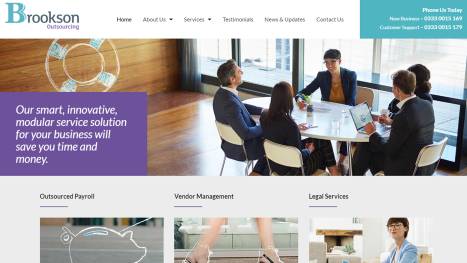 Brookson
Outsourcing
Home About Us Services Testimonials News & Updates Contact Us
Phone Us Today
New Business – 0333 0015 169
Customer Support – 0333 0015 179
Our smart, innovative,
modular service solution
for your business will
save you time and
money.
Outsourced Payroll Vendor Management Legal Services